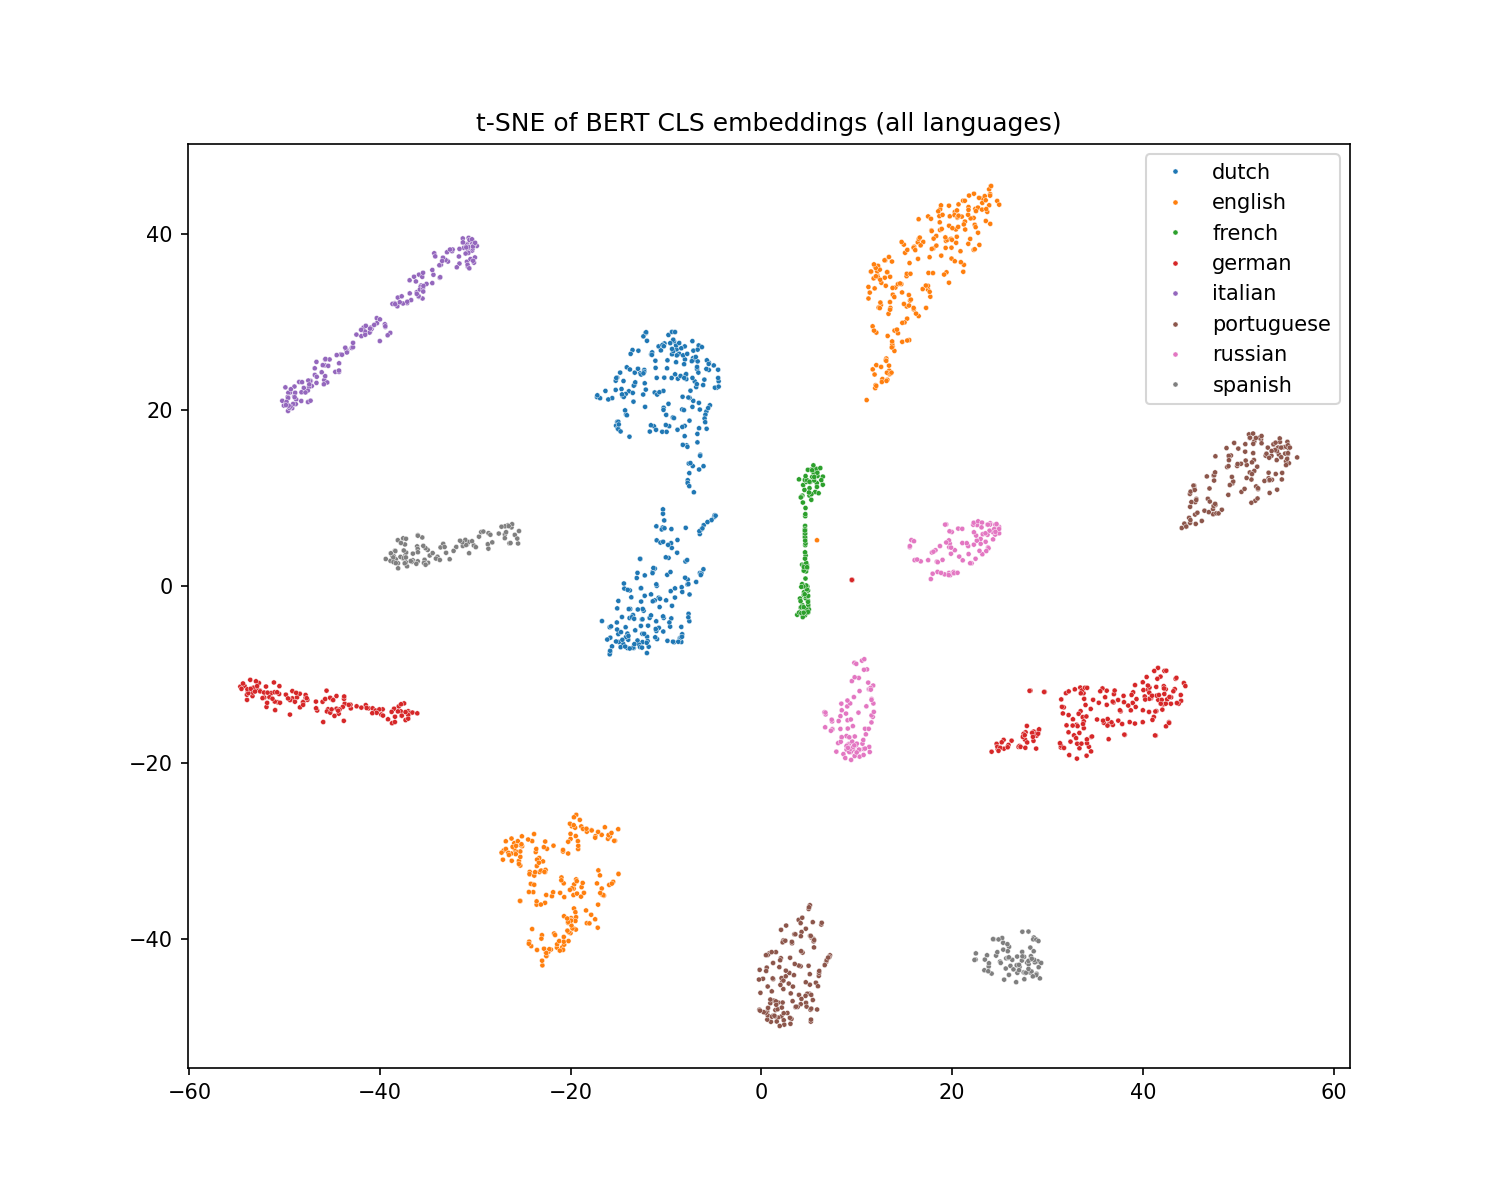 t-SNE of BERT CLS embeddings (all languages)
dutch
english
french
german
italian
portuguese
russian
spanish
40
20
0
−20
−40
−60
−40
−20
0
20
40
60